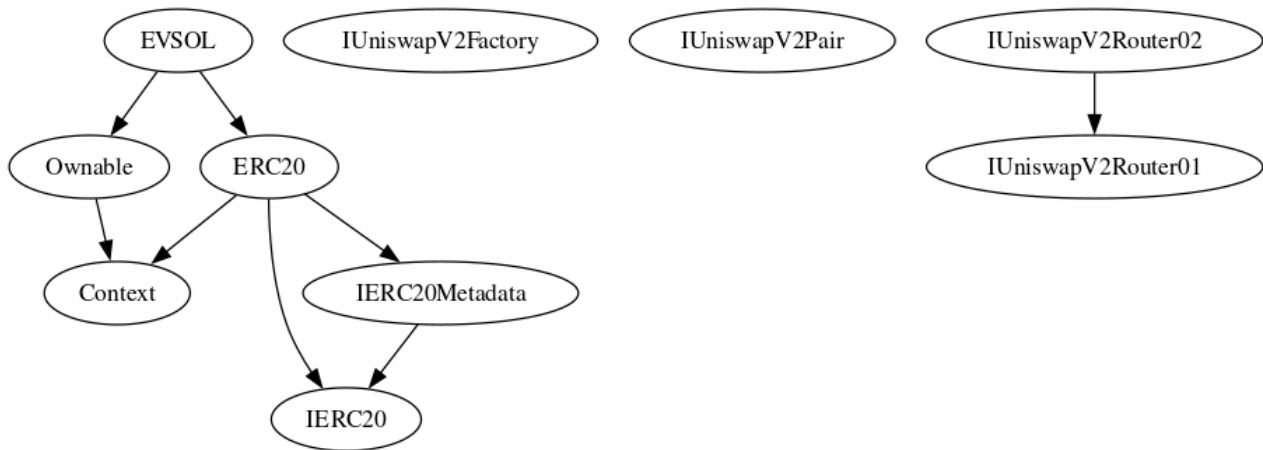 EVSOL
IUniswapV2Factory
IUniswapV2Pair
IUniswapV2Router02
Ownable
ERC20
IUniswapV2Router01
Context
IERC20Metadata
IERC20